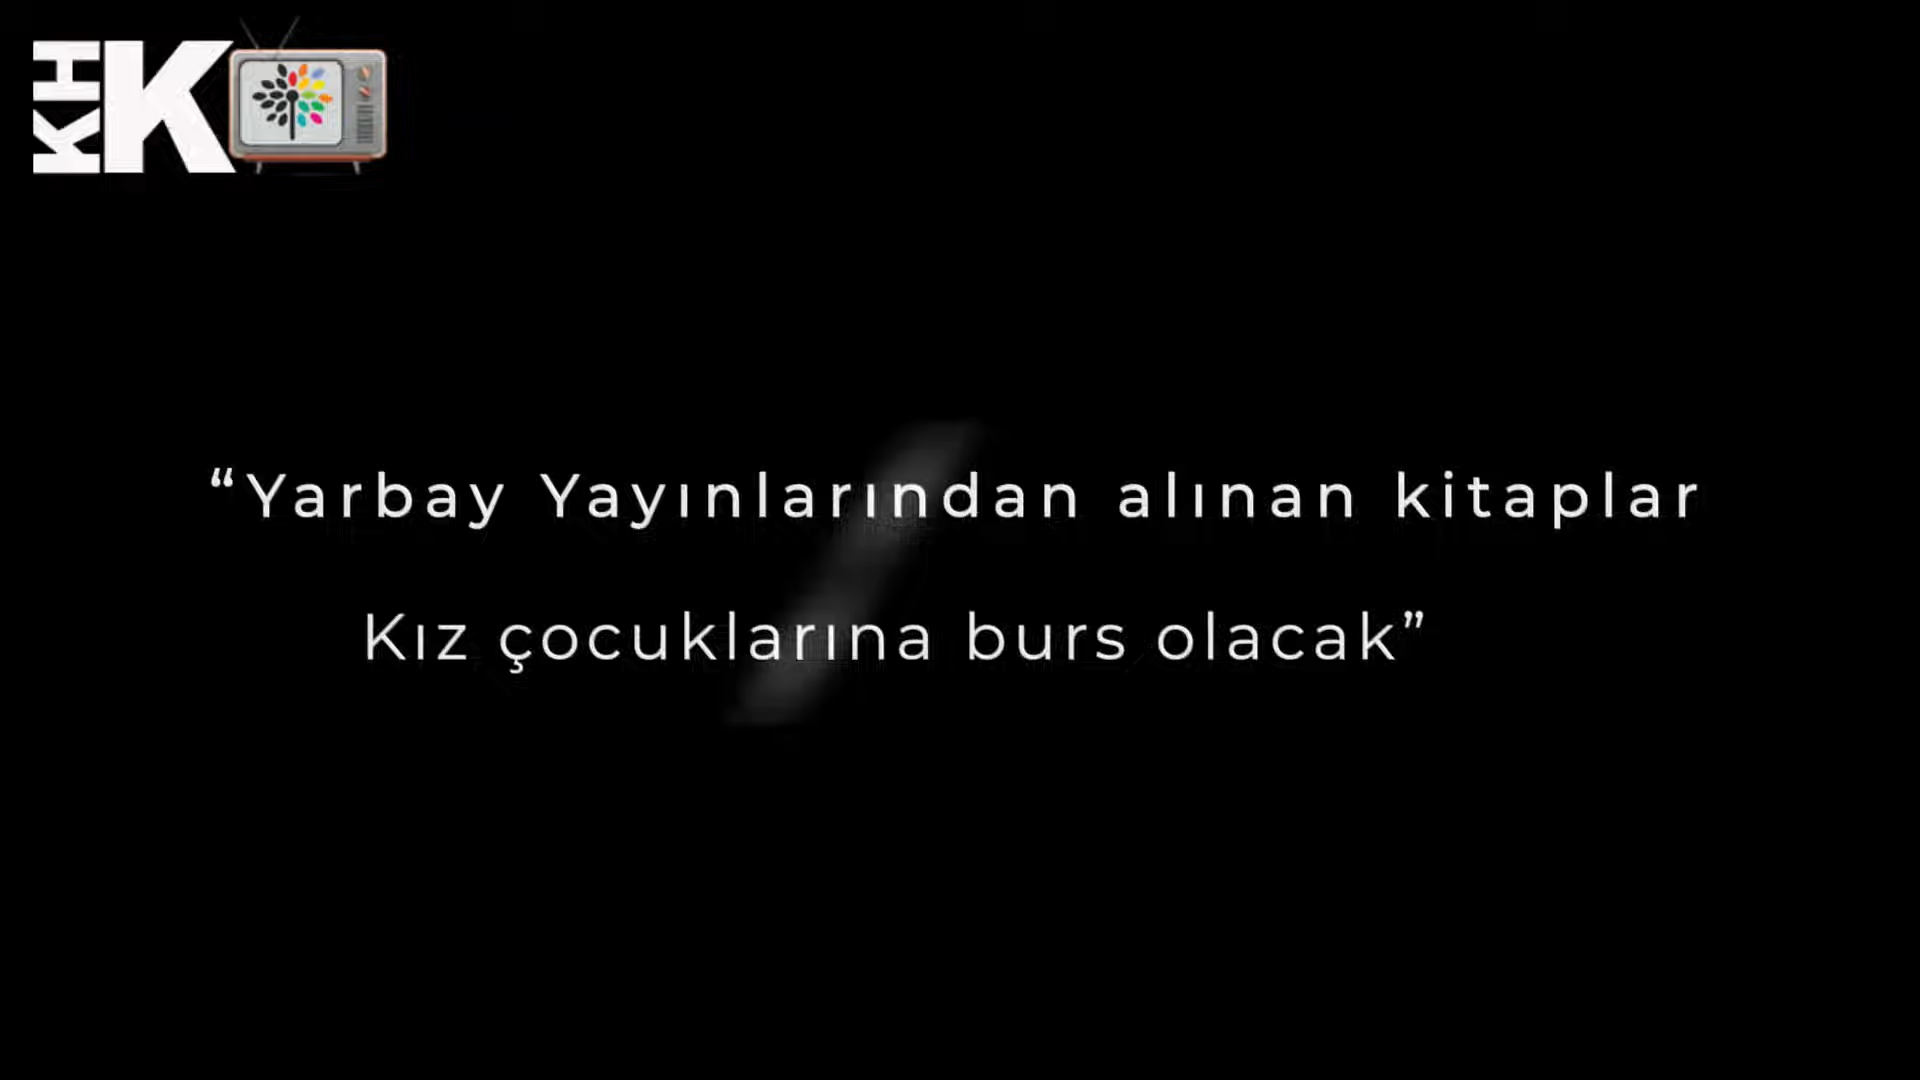 KHK
“Yarbay Yayınlarından alınan kitaplar
Kız çocuklarına burs olacak”